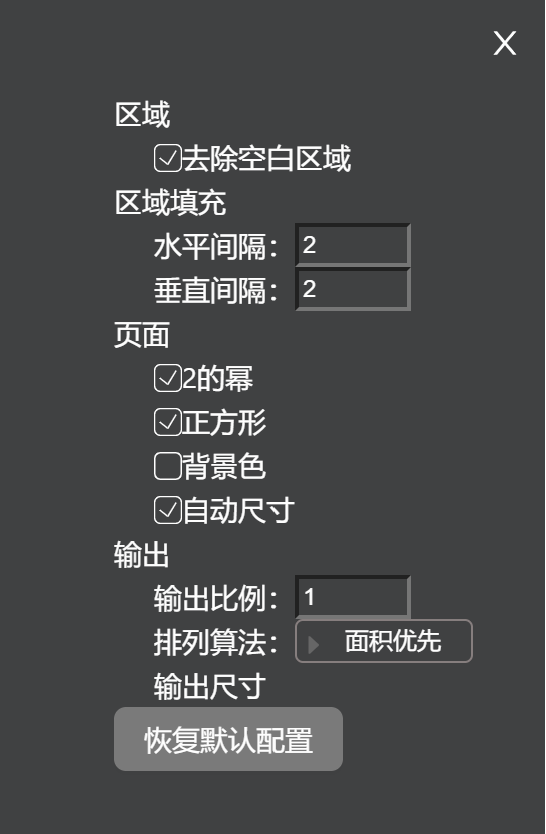 X
区域
去除空白区域
区域填充
水平间隔：2
垂直间隔：2
页面
2的幂
正方形
背景色
自动尺寸
输出
输出比例：1
排列算法：面积优先
输出尺寸
恢复默认配置